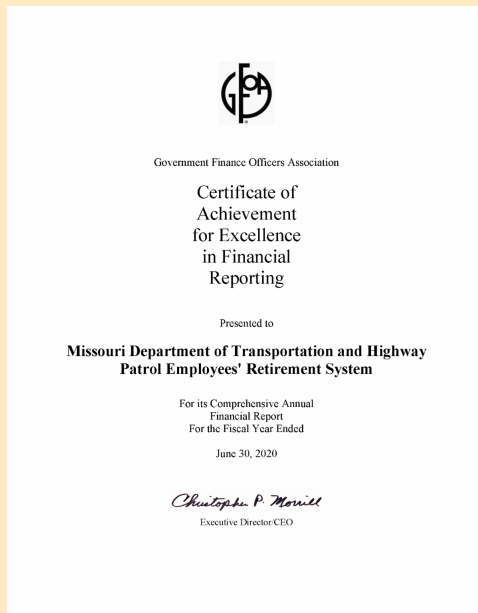 GFOA
Government Finance Officers Association
Certificate of
Achievement
for Excellence
in Financial
Reporting
Presented to
Missouri Department of Transportation and Highway
Patrol Employees' Retirement System
For its Comprehensive Annual
Financial Report
For the Fiscal Year Ended
June 30, 2020
Christopher P. Morrill
Executive Director/CEO